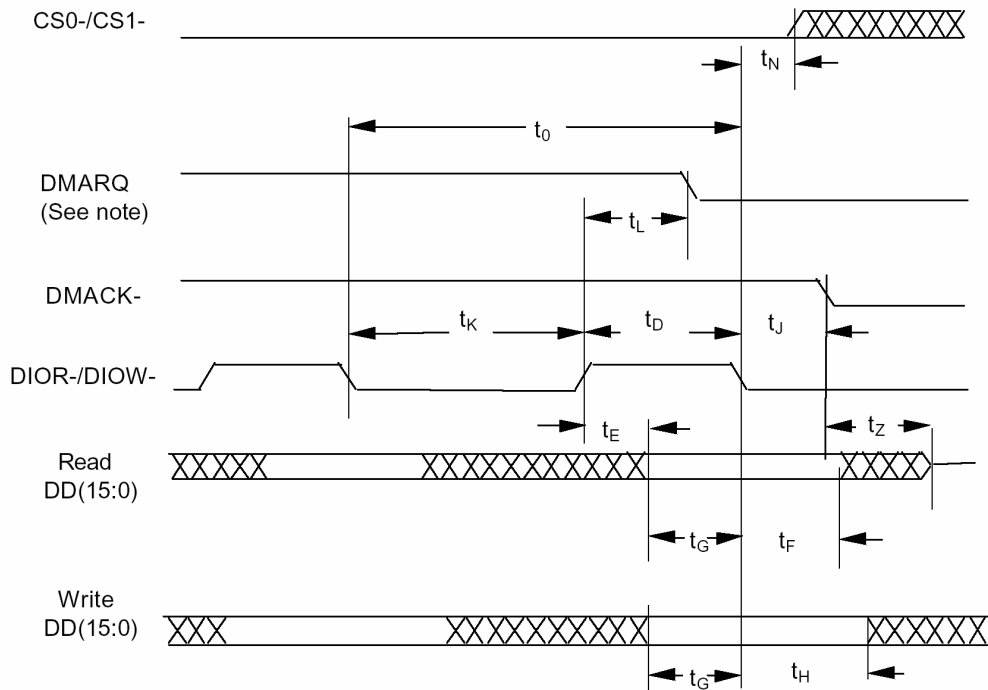 CS0-/CS1-
tN
t0
DMARQ
(See note)
tL
DMACK-
tK
tD
tJ
DIOR-/DIOW-
tE
tZ
Read
DD(15:0)
tG
tF
Write
DD(15:0)
tG
tH